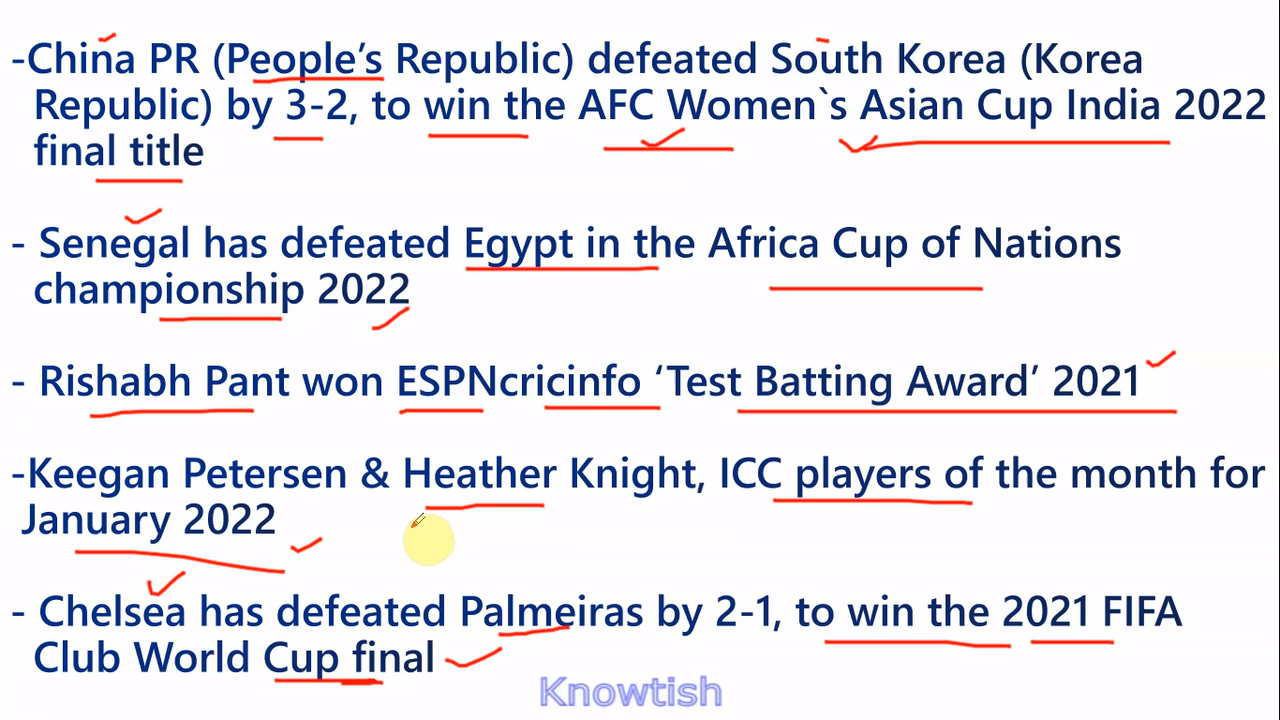 -China PR (People's Republic) defeated South Korea (Korea
Republic) by 3-2, to win the AFC Women`s Asian Cup India 2022
final title
- Senegal has defeated Egypt in the Africa Cup of Nations
championship 2022
- Rishabh Pant won ESPNcricinfo ‘Test Batting Award’ 2021
-Keegan Petersen & Heather Knight, ICC players of the month for
January 2022
- Chelsea has defeated Palmeiras by 2-1, to win the 2021 FIFA
Club World Cup final
Knowtish